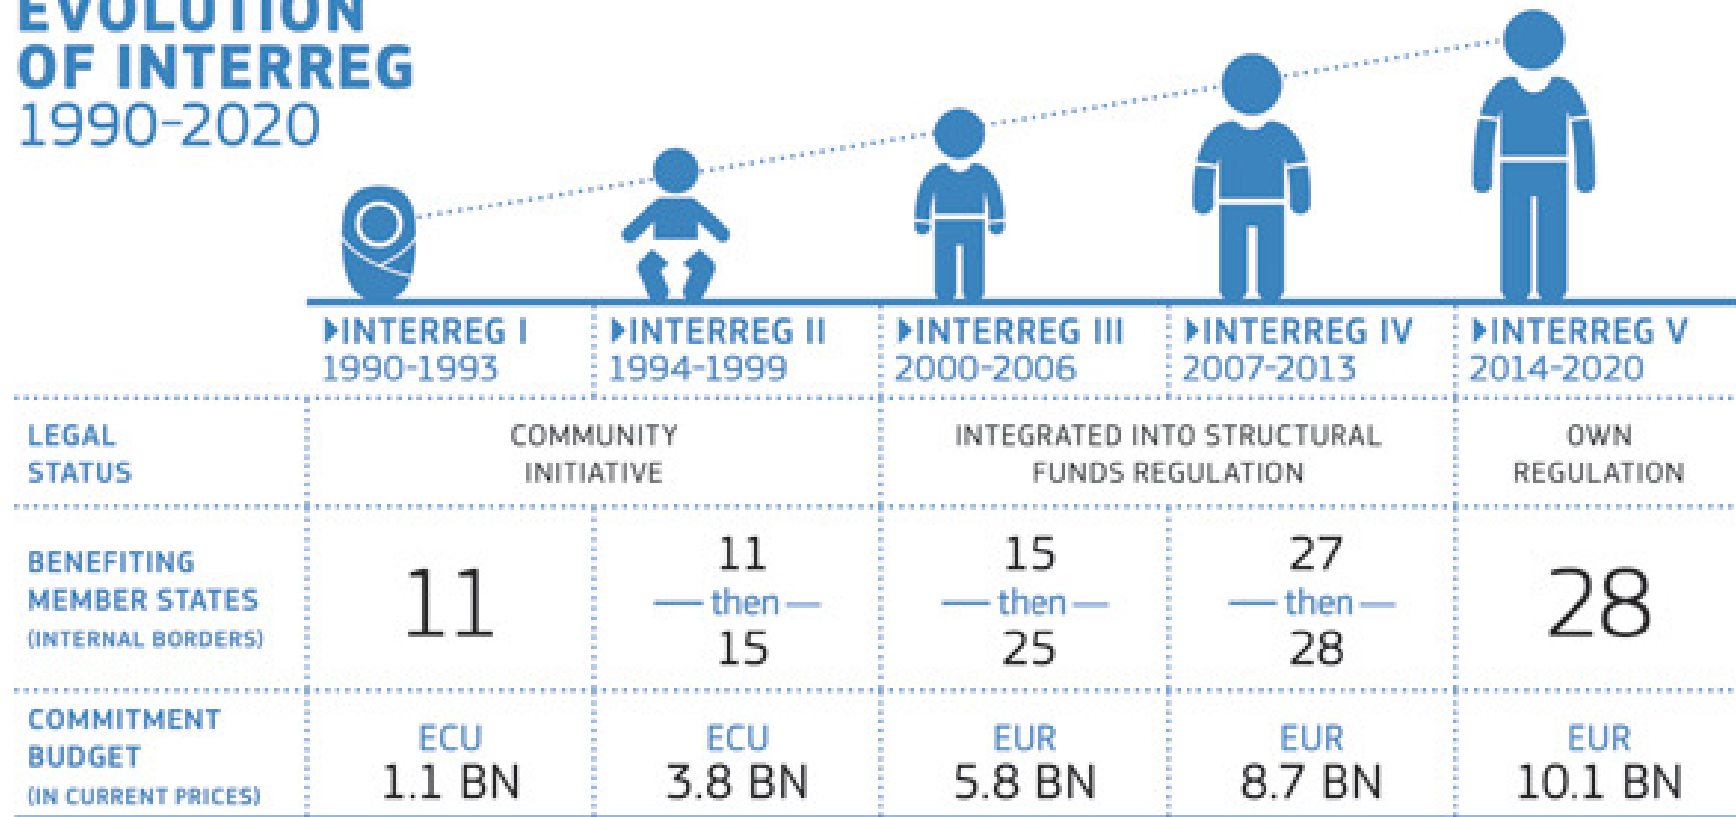 EVOLUTION
OF INTERREG
1990-2020
INTERREG I
1990-1993
INTERREG II
1994-1999
INTERREG III
2000-2006
INTERREG IV
2007-2013
INTERREG V
2014-2020
LEGAL
STATUS
COMMUNITY
INITIATIVE
INTEGRATED INTO STRUCTURAL
FUNDS REGULATION
OWN
REGULATION
BENEFITING
MEMBER STATES
(INTERNAL BORDERS)
11
11
then
15
15
then
25
27
then
28
28
COMMITMENT
BUDGET
(IN CURRENT PRICES)
ECU
1.1 BN
ECU
3.8 BN
EUR
5.8 BN
EUR
8.7 BN
EUR
10.1 BN